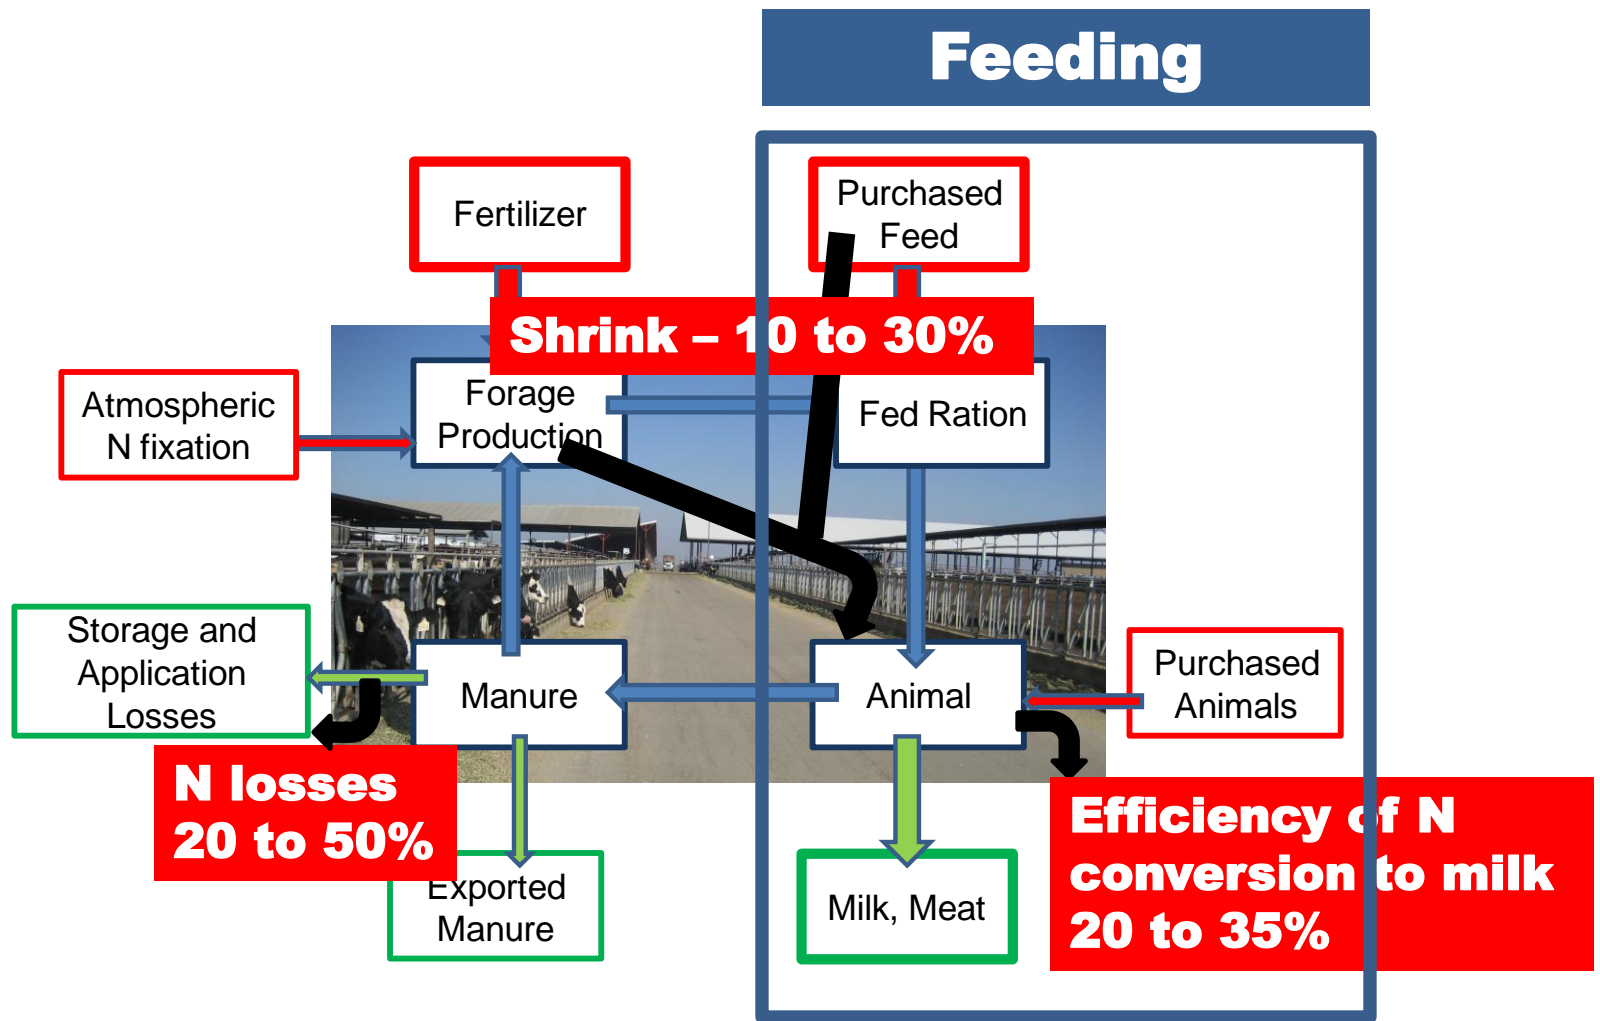 Feeding
Fertilizer
Purchased
Feed
Shrink – 10 to 30%
Atmospheric
N fixation
Forage
Production
Fed Ration
Storage and
Application
Losses
Manure
Animal
Purchased
Animals
N losses
20 to 50%
Efficiency of N
conversion to milk
20 to 35%
Exported
Manure
Milk, Meat